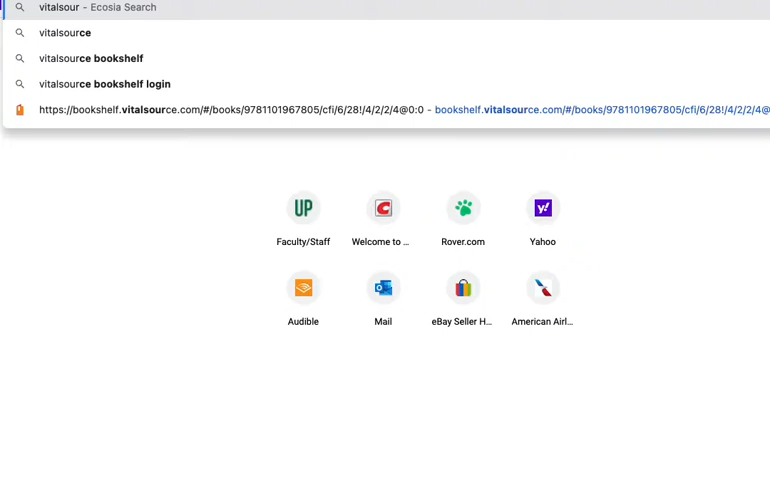 vitalsour - Ecosia Search
vitalsource
vitalsource bookshelf
vitalsource bookshelf login
https://bookshelf.vitalsource.com/#/books/9781101967805/cfi/6/28!/4/2/2/4@0:0 - bookshelf.vitalsource.com/#/books/9781101967805/cfi/6/28!/4/2/2/4@
UP
Faculty/Staff
C
Welcome to ...
Rover.com
y!
Yahoo
Audible
Mail
eBay Seller H...
American Airl...